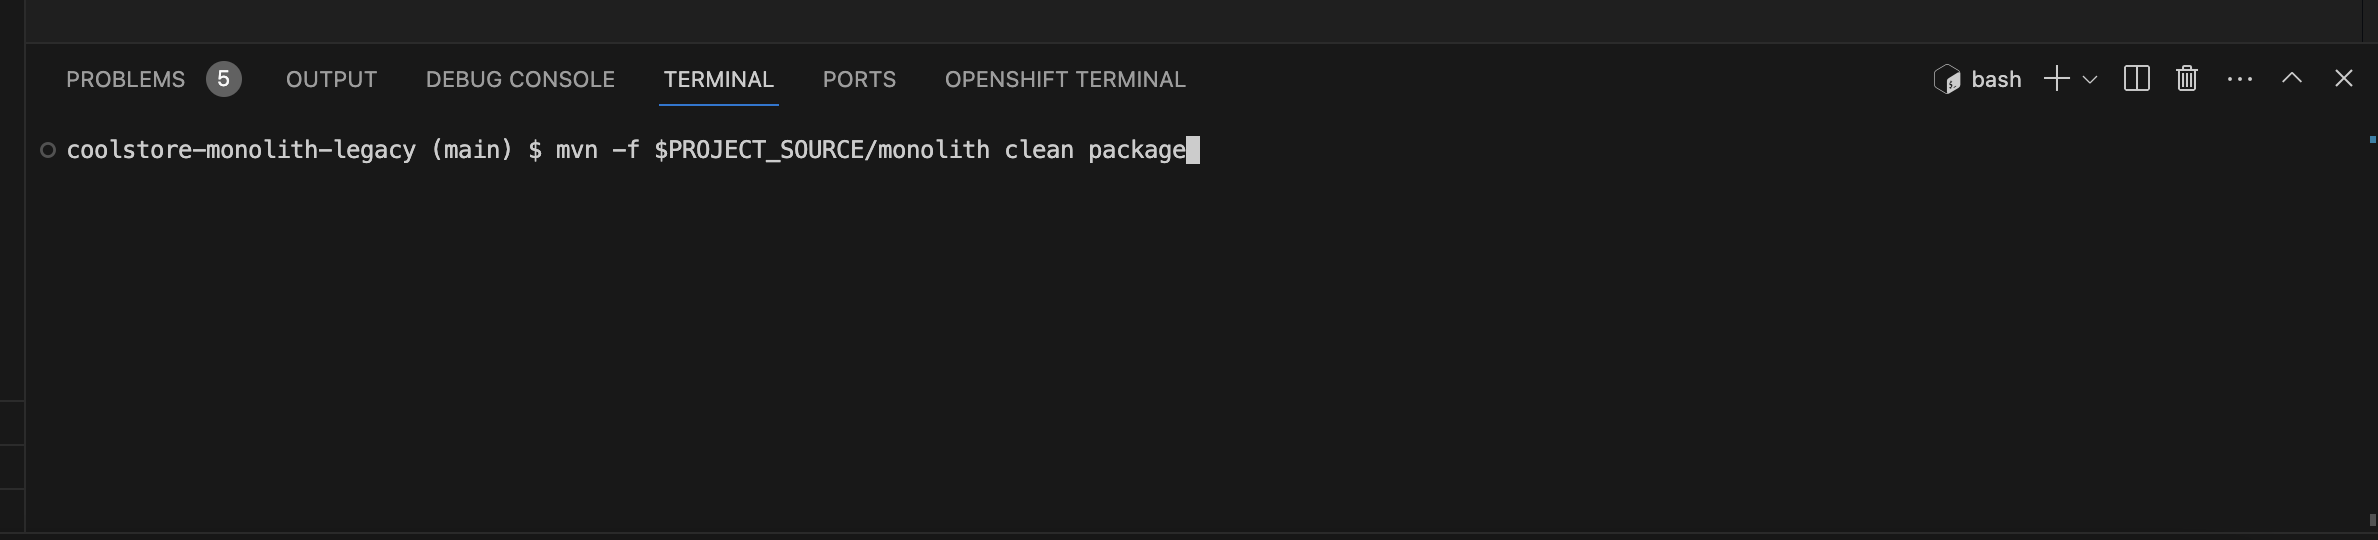 PROBLEMS 5 OUTPUT DEBUG CONSOLE TERMINAL PORTS OPENSHIFT TERMINAL bash
coolstore-monolith-legacy (main) $ mvn -f $PROJECT_SOURCE/monolith clean package